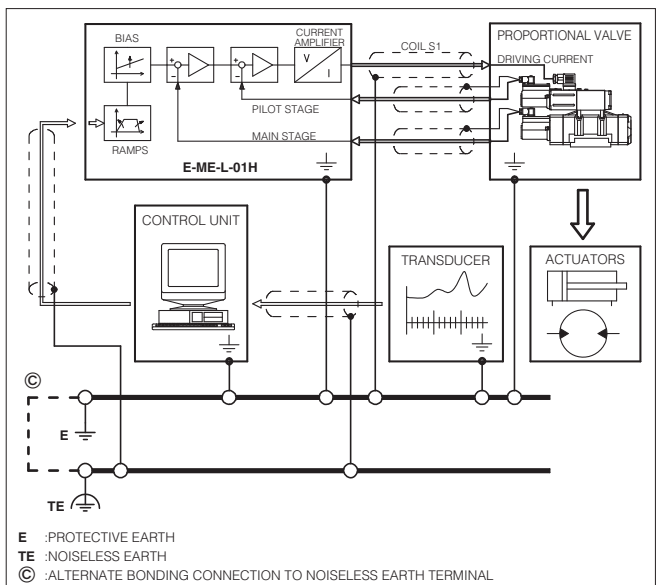 BIAS
CURRENT
AMPLIFIER
V
I
COIL S1
PROPORTIONAL VALVE
DRIVING CURRENT
PILOT STAGE
MAIN STAGE
RAMPS
E-ME-L-01H
CONTROL UNIT
TRANSDUCER
ACTUATORS
©
E
TE
E :PROTECTIVE EARTH
TE :NOISELESS EARTH
© :ALTERNATE BONDING CONNECTION TO NOISELESS EARTH TERMINAL